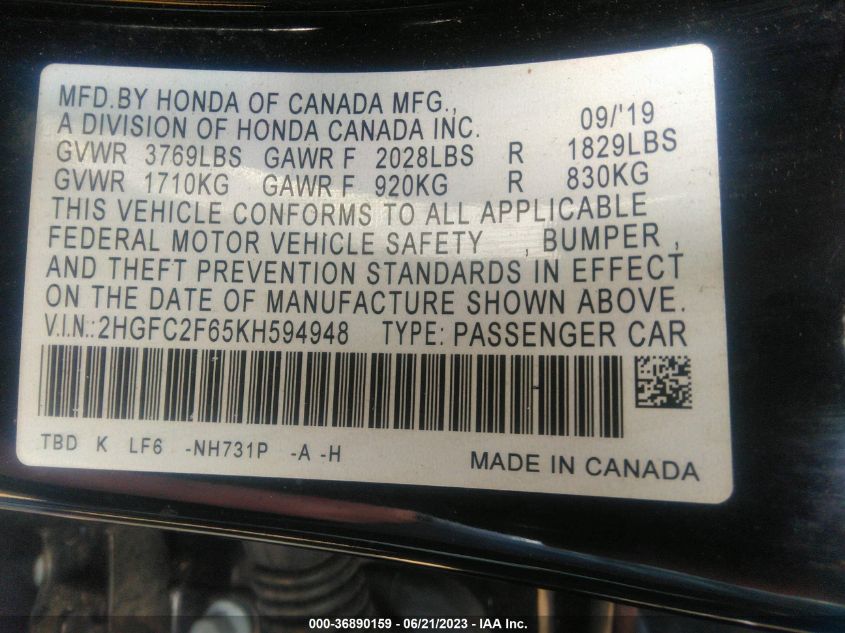 MFD.BY HONDA OF CANADA MFG., 09/'19
A DIVISION OF HONDA CANADA INC.
GVWR 3769LBS GAWR F 2028LBS R 1829LBS
GVWR 1710KG GAWR F 920KG R 830KG
THIS VEHICLE CONFORMS TO ALL APPLICABLE
FEDERAL MOTOR VEHICLE SAFETY , BUMPER ,
AND THEFT PREVENTION STANDARDS IN EFFECT
ON THE DATE OF MANUFACTURE SHOWN ABOVE.
V.I.N.:2HGFC2F65KH594948 TYPE: PASSENGER CAR
TBD K LF6 -NH731P -A -H MADE IN CANADA
000-36890159 - 06/21/2023 - IAA Inc.